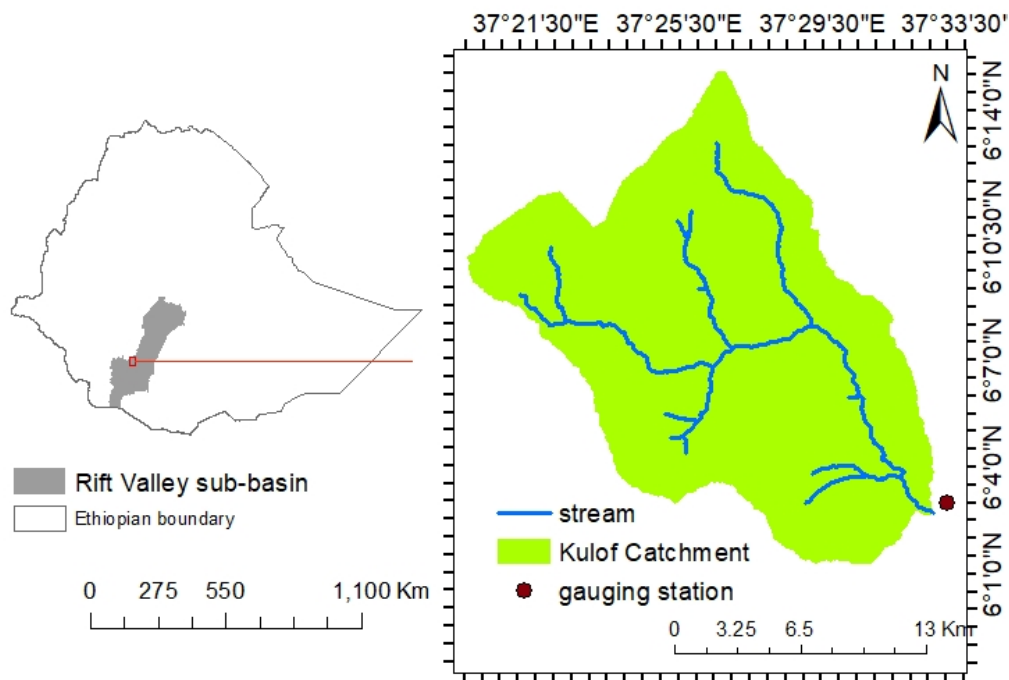 37°21'30"E 37°25'30"E 37°29'30"E 37°33'30'
N
6°14'0"N
6°10'30"N
6°7'0"N
6°4'0"N
6°1'0"N
Rift Valley sub-basin
Ethiopian boundary
0 275 550 1,100 Km
stream
Kulof Catchment
gauging station
0 3.25 6.5 13 Km